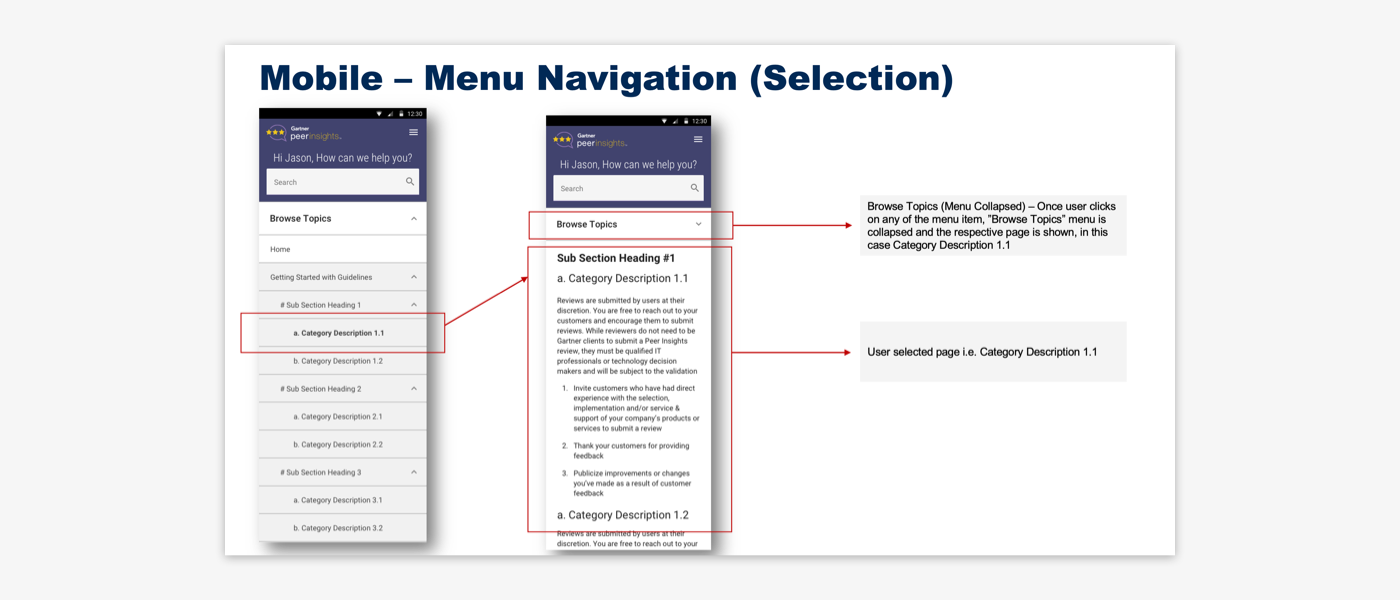 Mobile – Menu Navigation (Selection)
12:30
Gartner
peerinsights™
Hi Jason, How can we help you?
Search
Browse Topics
Home
Getting Started with Guidelines
# Sub Section Heading 1
a. Category Description 1.1
b. Category Description 1.2
# Sub Section Heading 2
a. Category Description 2.1
b. Category Description 2.2
# Sub Section Heading 3
a. Category Description 3.1
b. Category Description 3.2
12:30
Gartner
peerinsights™
Hi Jason, How can we help you?
Search
Browse Topics
Sub Section Heading #1
a. Category Description 1.1
Reviews are submitted by users at their
discretion. You are free to reach out to your
customers and encourage them to submit
reviews. While reviewers do not need to be
Gartner clients to submit a Peer Insights
review, they must be qualified IT
professionals or technology decision
makers and will be subject to the validation
1. Invite customers who have had direct
experience with the selection,
implementation and/or service &
support of your company's products or
services to submit a review
2. Thank your customers for providing
feedback
3. Publicize improvements or changes
you've made as a result of customer
feedback
a. Category Description 1.2
Reviews are submitted by users at their
discretion. You are free to reach out to your
Browse Topics (Menu Collapsed) – Once user clicks
on any of the menu item, "Browse Topics" menu is
collapsed and the respective page is shown, in this
case Category Description 1.1
User selected page i.e. Category Description 1.1